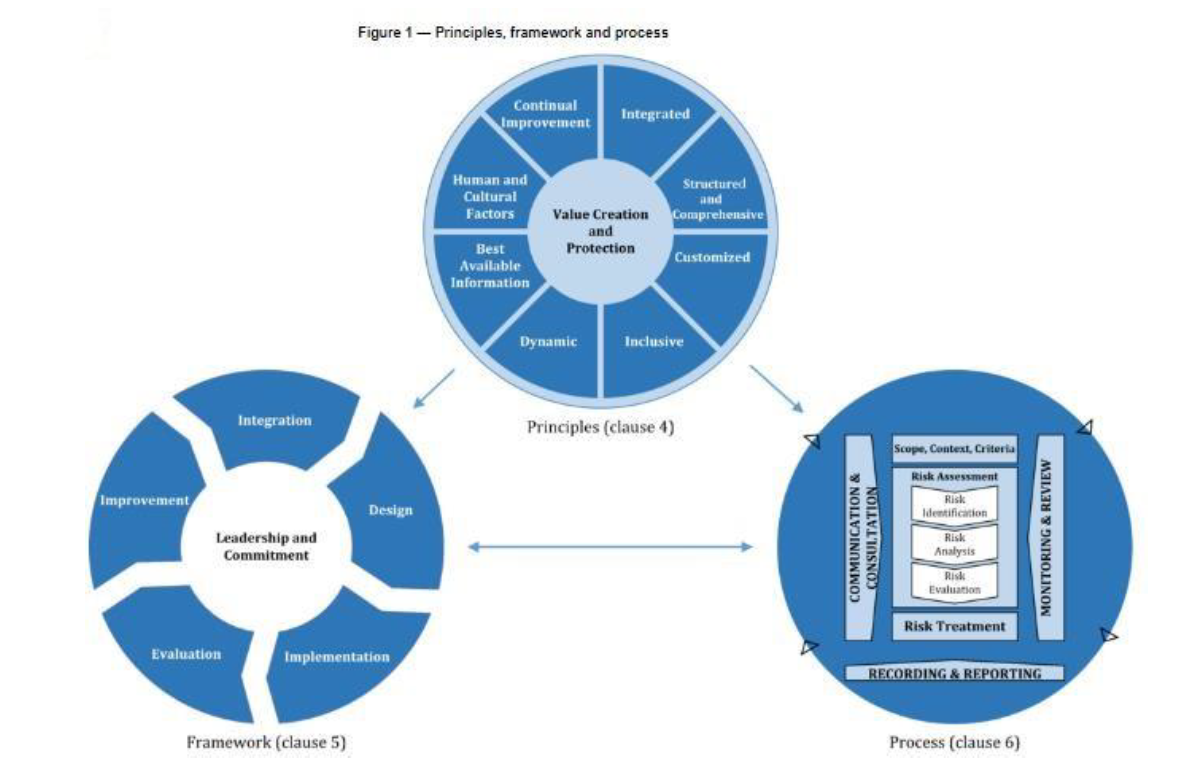 Figure 1 — Principles, framework and process
Continual
Improvement
Integrated
Human and
Cultural
Factors
Structured
and
Comprehensive
Value Creation
and
Protection
Best
Available
Information
Customized
Dynamic
Inclusive
Principles (clause 4)
Integration
Improvement
Design
Leadership and
Commitment
Evaluation
Implementation
Framework (clause 5)
Scope, Context, Criteria
Risk Assessment
Risk
Identification
Risk
Analysis
Risk
Evaluation
Risk Treatment
COMMUNICATION &
CONSULTATION
MONITORING & REVIEW
RECORDING & REPORTING
Process (clause 6)